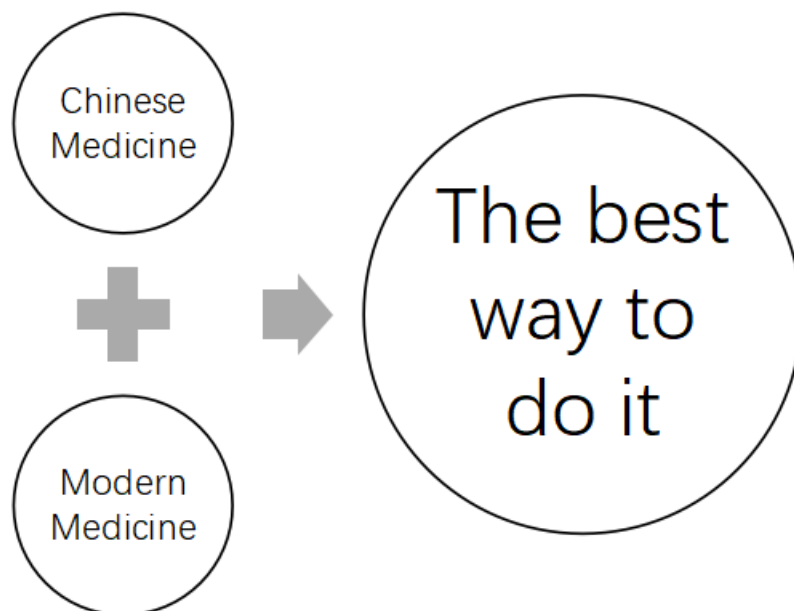 Chinese
Medicine
Modern
Medicine
The best
way to
do it